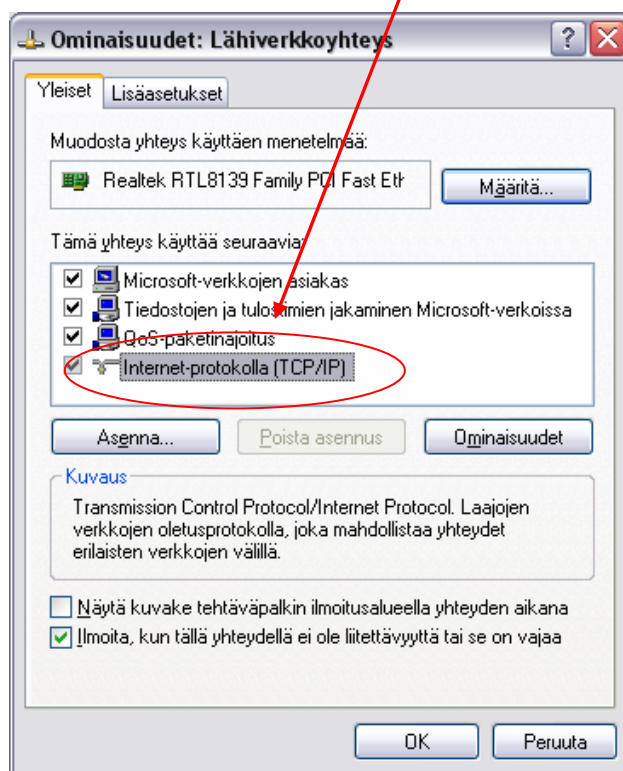 Ominaisuudet: Lähiverkkoyhteys
Yleiset
Lisäasetukset
Muodosta yhteys käyttäen menetelmää:
Realtek RTL8139 Family PCI Fast Eth
Määritä...
Tämä yhteys käyttää seuraavia:
Microsoft-verkkojen asiakas
Tiedostojen ja tulostimien jakaminen Microsoft-verkoissa
QoS-paketinajoitus
Internet-protokolla (TCP/IP)
Asenna...
Poista asennus
Ominaisuudet
Kuvaus
Transmission Control Protocol/Internet Protocol. Laajojen
verkkojen oletusprotokolla, joka mahdollistaa yhteydet
erilaisten verkkojen välillä.
Näytä kuvake tehtäväpalkin ilmoitusalueella yhteyden aikana
Ilmoita, kun tällä yhteydellä ei ole liitettävyyttä tai se on vajaa
OK
Peruuta